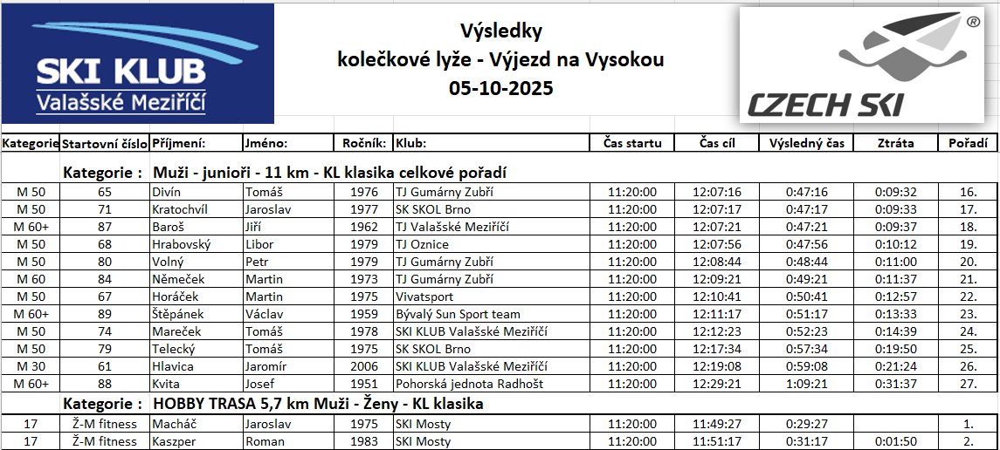 SKI KLUB
Valašské Meziříčí
Výsledky
kolečkové lyže - Výjezd na Vysokou
05-10-2025
®
CZECH SKI
Kategorie Startovní číslo Příjmení: Jméno: Ročník: Klub: Čas startu Čas cíl Výsledný čas Ztráta Pořadí
Kategorie : Muži - junioři - 11 km - KL klasika celkové pořadí
M 50 65 Divín Tomáš 1976 TJ Gumárny Zubří 11:20:00 12:07:16 0:47:16 0:09:32 16.
M 50 71 Kratochvíl Jaroslav 1977 SK SKOL Brno 11:20:00 12:07:17 0:47:17 0:09:33 17.
M 60+ 87 Baroš Jiří 1962 TJ Valašské Meziříčí 11:20:00 12:07:21 0:47:21 0:09:37 18.
M 50 68 Hrabovský Libor 1979 TJ Oznice 11:20:00 12:07:56 0:47:56 0:10:12 19.
M 50 80 Volný Petr 1979 TJ Gumárny Zubří 11:20:00 12:08:44 0:48:44 0:11:00 20.
M 60 84 Němeček Martin 1973 TJ Gumárny Zubří 11:20:00 12:09:21 0:49:21 0:11:37 21.
M 50 67 Horáček Martin 1975 Vivatsport 11:20:00 12:10:41 0:50:41 0:12:57 22.
M 60+ 89 Štěpánek Václav 1959 Bývalý Sun Sport team 11:20:00 12:11:17 0:51:17 0:13:33 23.
M 50 74 Mareček Tomáš 1978 SKI KLUB Valašské Meziříčí 11:20:00 12:12:23 0:52:23 0:14:39 24.
M 50 79 Telecký Tomáš 1975 SK SKOL Brno 11:20:00 12:17:34 0:57:34 0:19:50 25.
M 30 61 Hlavica Jaromír 2006 SKI KLUB Valašské Meziříčí 11:20:00 12:19:08 0:59:08 0:21:24 26.
M 60+ 88 Kvita Josef 1951 Pohorská jednota Radhošt 11:20:00 12:29:21 1:09:21 0:31:37 27.
Kategorie : HOBBY TRASA 5,7 km Muži - Ženy - KL klasika
17 Ž-M fitness Macháč Jaroslav 1975 SKI Mosty 11:20:00 11:49:27 0:29:27 1.
17 Ž-M fitness Kaszper Roman 1983 SKI Mosty 11:20:00 11:51:17 0:31:17 0:01:50 2.